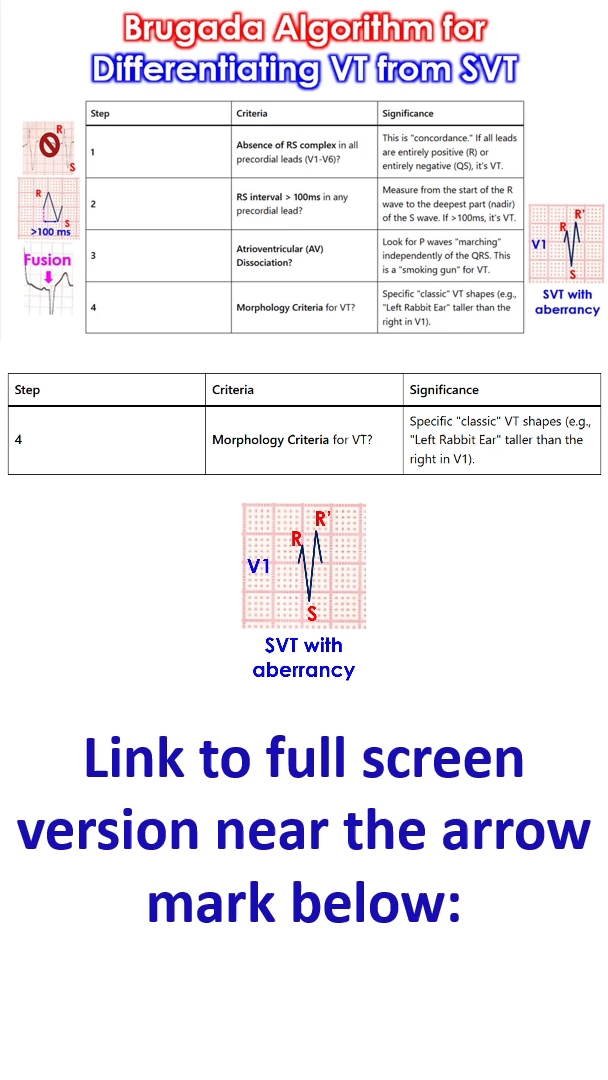 Brugada Algorithm for
Differentiating VT from SVT
Step Criteria Significance
1
Absence of RS complex in all
precordial leads (V1-V6)?
This is "concordance." If all leads
are entirely positive (R) or
entirely negative (QS), it's VT.
2
RS interval > 100ms in any
precordial lead?
Measure from the start of the R
wave to the deepest part (nadir)
of the S wave. If >100ms, it's VT.
3
Atrioventricular (AV)
Dissociation?
Look for P waves "marching"
independently of the QRS. This
is a "smoking gun" for VT.
4
Morphology Criteria for VT?
Specific "classic" VT shapes (e.g.,
"Left Rabbit Ear" taller than the
right in V1).
R
S
R
S
>100 ms
Fusion
R'
R
V1
S
SVT with
aberrancy
Step Criteria Significance
4
Morphology Criteria for VT?
Specific "classic" VT shapes (e.g.,
"Left Rabbit Ear" taller than the
right in V1).
R'
R
V1
S
SVT with
aberrancy
Link to full screen
version near the arrow
mark below: